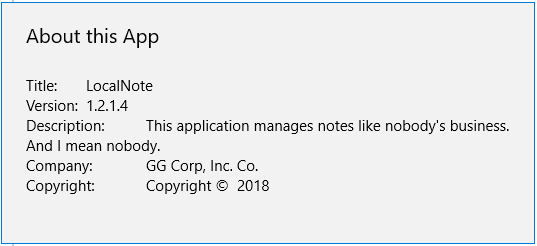 About this App
Title: LocalNote
Version: 1.2.1.4
Description: This application manages notes like nobody's business.
And I mean nobody.
Company: GG Corp, Inc. Co.
Copyright: Copyright © 2018